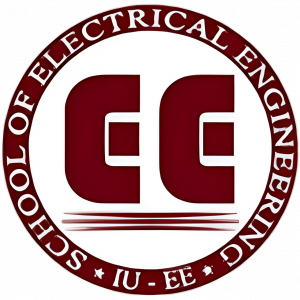 SCHOOL OF ELECTRICAL ENGINEERING
EE
IU - EE